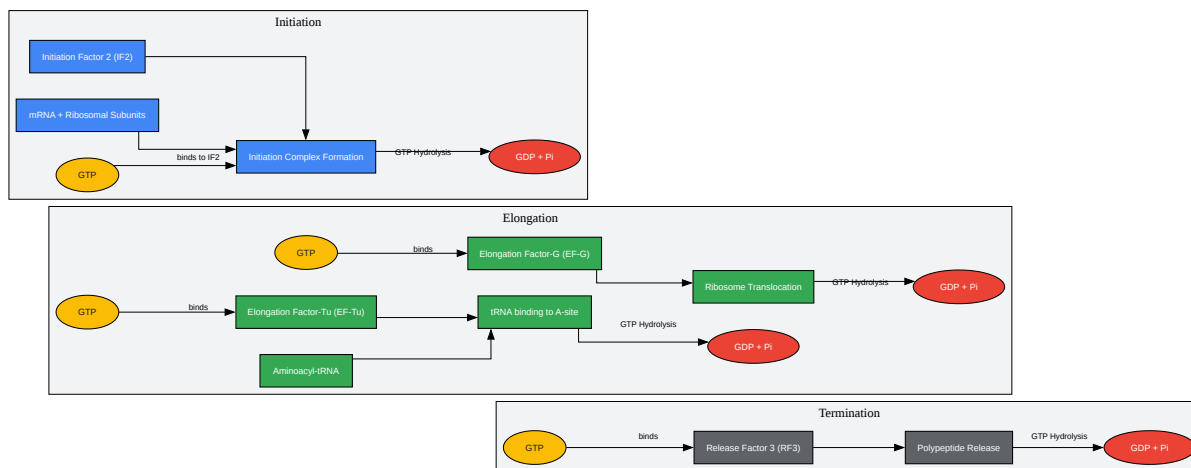 Initiation
Initiation Factor 2 (IF2)
mRNA + Ribosomal Subunits
binds to IF2
GTP
Initiation Complex Formation
GTP Hydrolysis
GDP + Pi
Elongation
GTP
binds
Elongation Factor-G (EF-G)
Ribosome Translocation
GTP Hydrolysis
GDP + Pi
GTP
binds
Elongation Factor-Tu (EF-Tu)
tRNA binding to A-site
GTP Hydrolysis
GDP + Pi
Aminoacyl-tRNA
Termination
GTP
binds
Release Factor 3 (RF3)
Polypeptide Release
GTP Hydrolysis
GDP + Pi